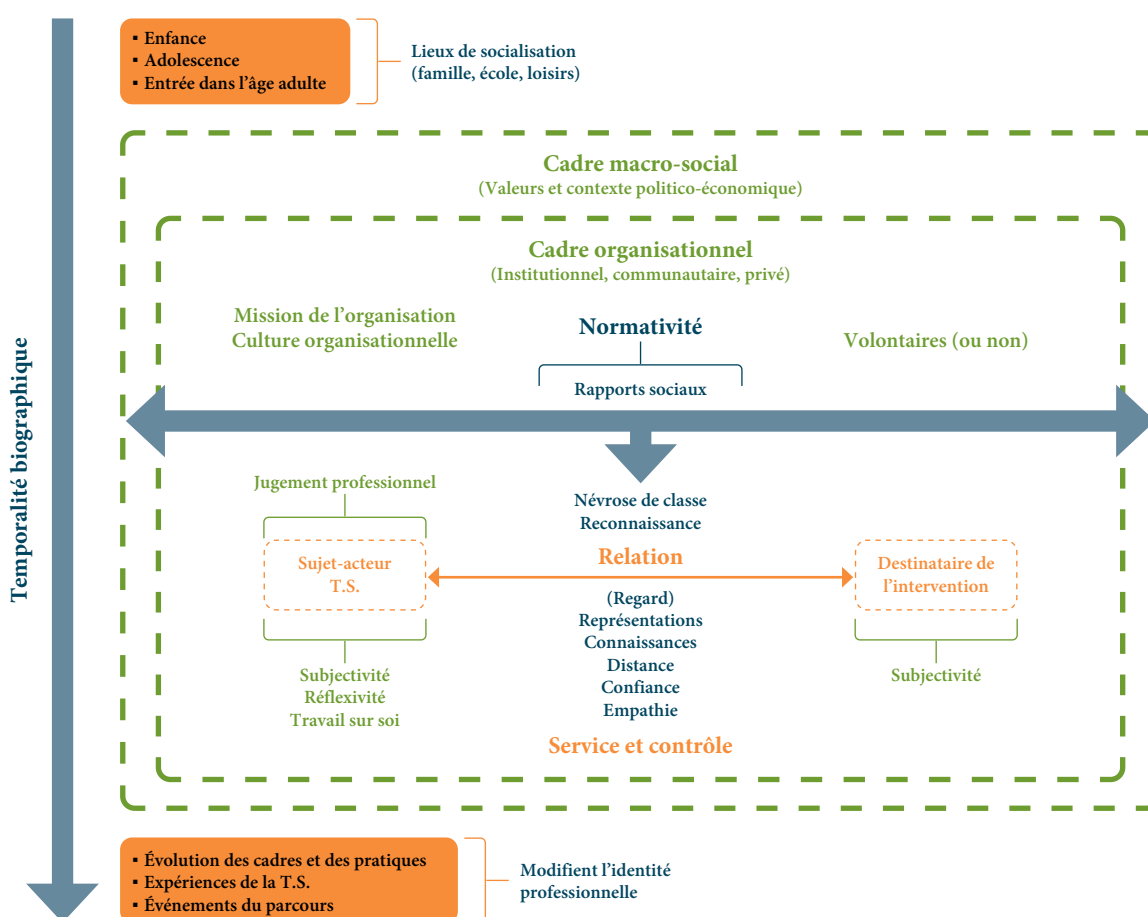 ▪ Enfance
▪ Adolescence
▪ Entrée dans l'âge adulte
Lieux de socialisation
(famille, école, loisirs)
Temporalité biographique
Cadre macro-social
(Valeurs et contexte politico-économique)
Cadre organisationnel
(Institutionnel, communautaire, privé)
Mission de l'organisation
Culture organisationnelle
Normativité
Volontaires (ou non)
Rapports sociaux
Jugement professionnel
Névrose de classe
Reconnaissance
Sujet-acteur
T.S.
Relation
Destinataire de
l'intervention
(Regard)
Représentations
Connaissances
Distance
Confiance
Empathie
Subjectivité
Réflexivité
Travail sur soi
Subjectivité
Service et contrôle
▪ Évolution des cadres et des pratiques
▪ Expériences de la T.S.
▪ Événements du parcours
Modifient l'identité
professionnelle